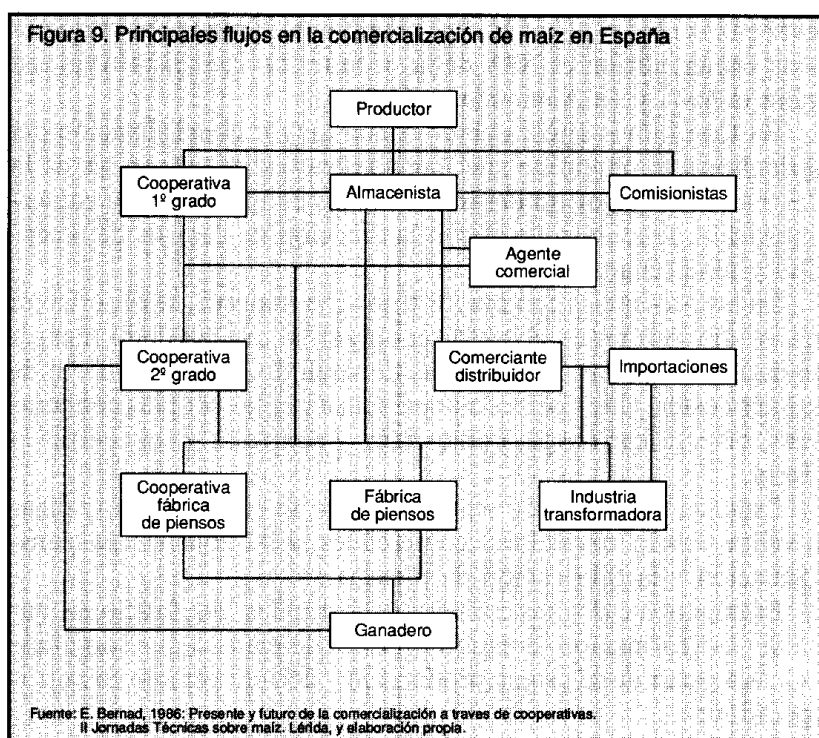 Figura 9. Principales flujos en la comercialización de maíz en España
Productor
Cooperativa
1º grado
Almacenista
Comisionistas
Agente
comercial
Cooperativa
2º grado
Comerciante
distribuidor
Importaciones
Cooperativa
fábrica
de piensos
Fábrica
de piensos
Industria
transformadora
Ganadero
Fuente: E. Bernad, 1986: Presente y futuro de la comercialización a traves de cooperativas.
II Jornadas Técnicas sobre maíz. Lérida, y elaboración propia.